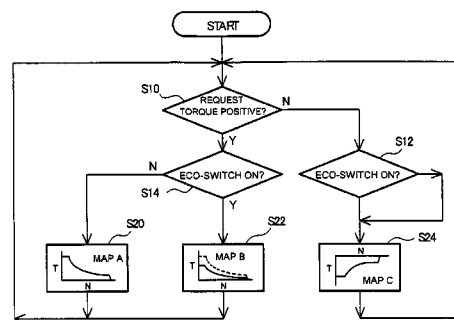 START
S10
REQUEST
TORQUE POSITIVE?
N
Y
S12
N
ECO-SWITCH ON?
S14
ECO-SWITCH ON?
Y
S20
S22
S24
MAP A
T
N
MAP B
T
N
N
T
MAP C